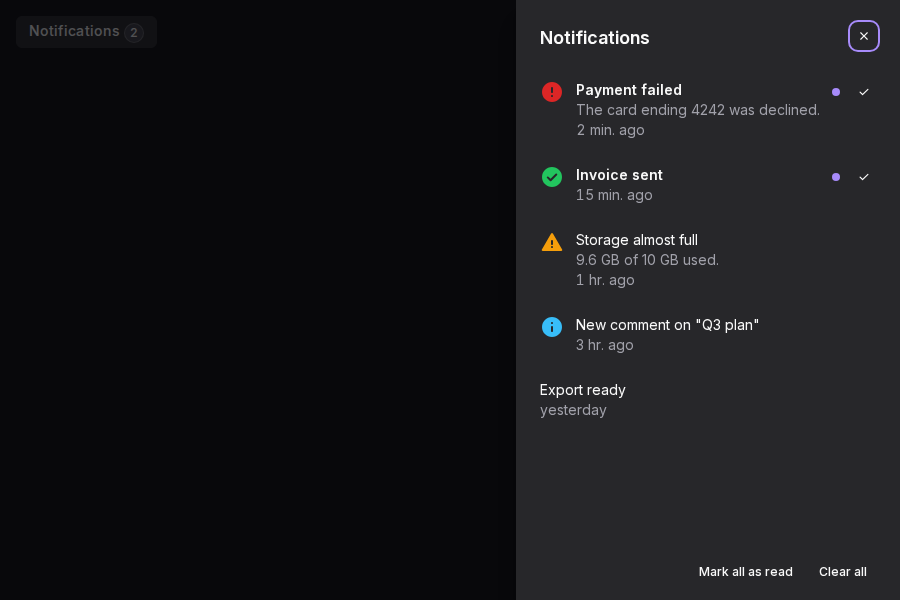 Notifications 2
Notifications
Payment failed
The card ending 4242 was declined.
2 min. ago
Invoice sent
15 min. ago
Storage almost full
9.6 GB of 10 GB used.
1 hr. ago
New comment on "Q3 plan"
3 hr. ago
Export ready
yesterday
Mark all as read
Clear all